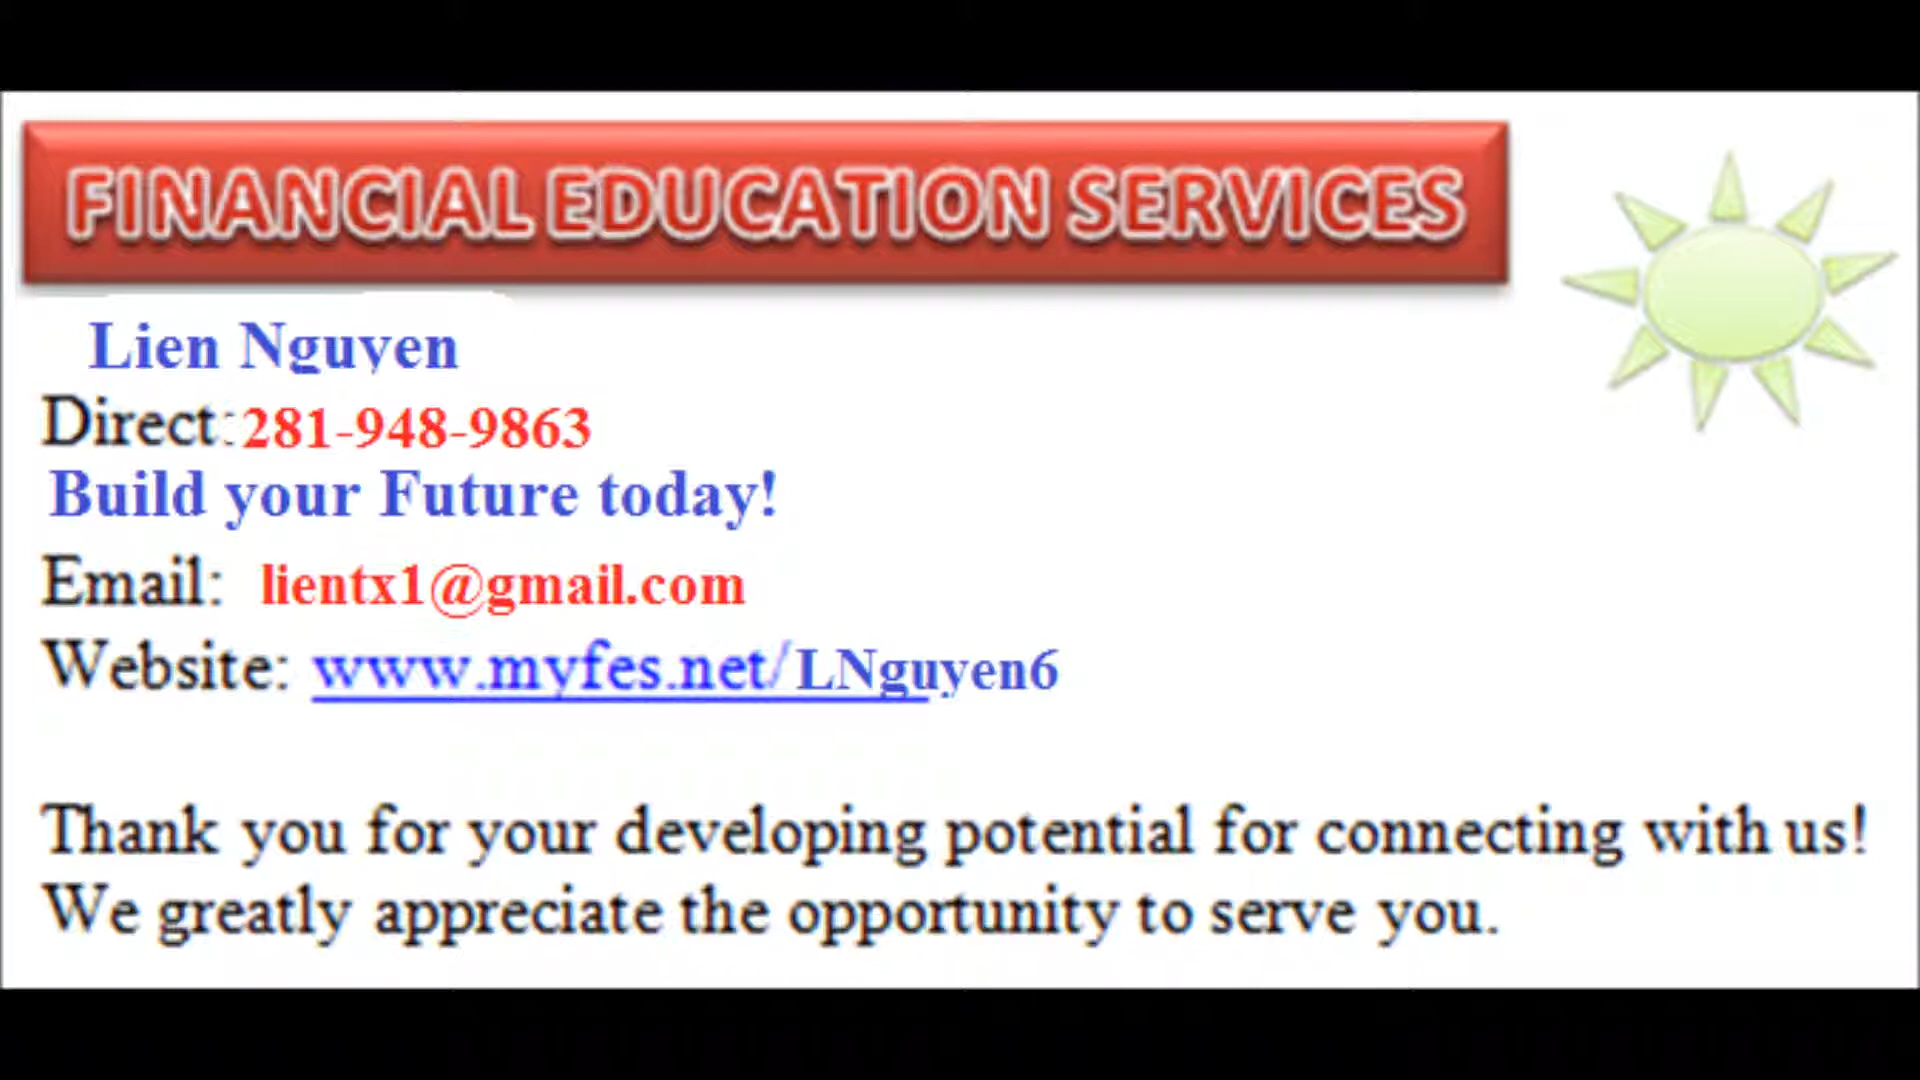 FINANCIAL EDUCATION SERVICES
Lien Nguyen
Direct: 281-948-9863
Build your Future today!
Email: lientx1@gmail.com
Website: www.myfes.net/LNguyen6
Thank you for your developing potential for connecting with us!
We greatly appreciate the opportunity to serve you.